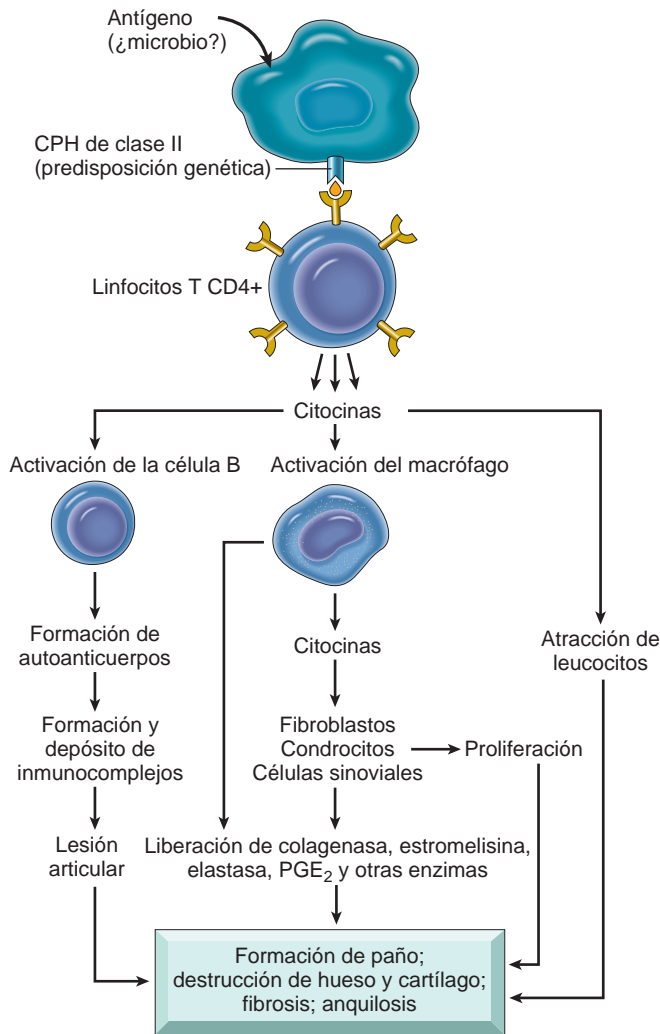 Antígeno
(¿microbio?)
CPH de clase II
(predisposición genética)
Linfocitos T CD4+
Citocinas
Activación de la célula B
Activación del macrófago
Formación de
autoanticuerpos
Citocinas
Atracción de
leucocitos
Formación y
depósito de
inmunocomplejos
Fibroblastos
Condrocitos
Células sinoviales
Proliferación
Lesión
articular
Liberación de colagenasa, estromelisina,
elastasa, PGE2 y otras enzimas
Formación de paño;
destrucción de hueso y cartílago;
fibrosis; anquilosis